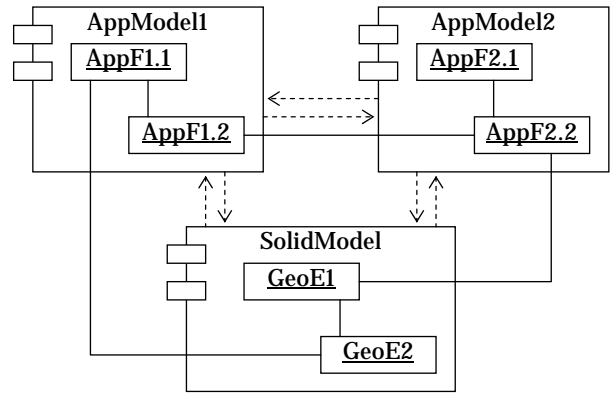 AppModel1
AppF1.1
AppF1.2
AppModel2
AppF2.1
AppF2.2
SolidModel
GeoE1
GeoE2